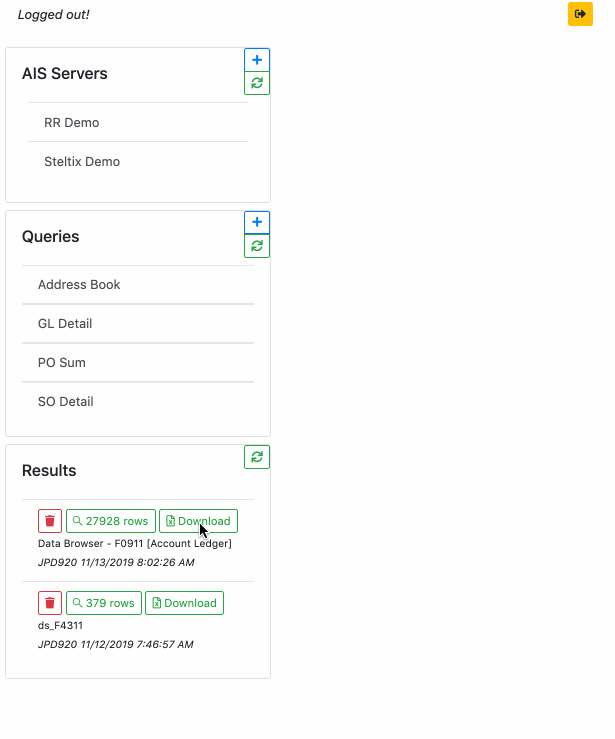 Logged out!
AIS Servers
RR Demo
Steltix Demo
Queries
Address Book
GL Detail
PO Sum
SO Detail
Results
27928 rows Download
Data Browser - F0911 [Account Ledger]
JPD920 11/13/2019 8:02:26 AM
379 rows Download
ds_F4311
JPD920 11/12/2019 7:46:57 AM